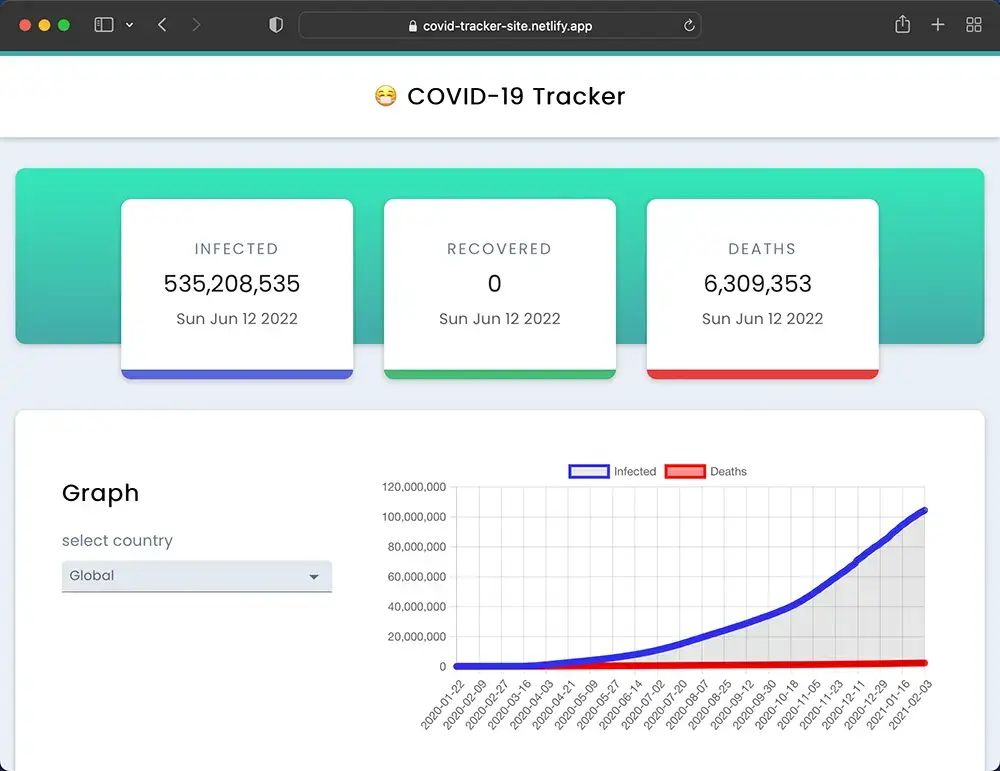 covid-tracker-site.netlify.app
😷 COVID-19 Tracker
INFECTED
535,208,535
Sun Jun 12 2022
RECOVERED
0
Sun Jun 12 2022
DEATHS
6,309,353
Sun Jun 12 2022
Graph
select country
Global
Infected Deaths
120,000,000
100,000,000
80,000,000
60,000,000
40,000,000
20,000,000
0
2020-01-22
2020-02-09
2020-02-27
2020-03-16
2020-04-03
2020-04-21
2020-05-09
2020-05-27
2020-06-14
2020-07-02
2020-07-20
2020-08-07
2020-08-25
2020-09-12
2020-09-30
2020-10-18
2020-11-05
2020-11-23
2020-12-11
2020-12-29
2021-01-16
2021-02-03